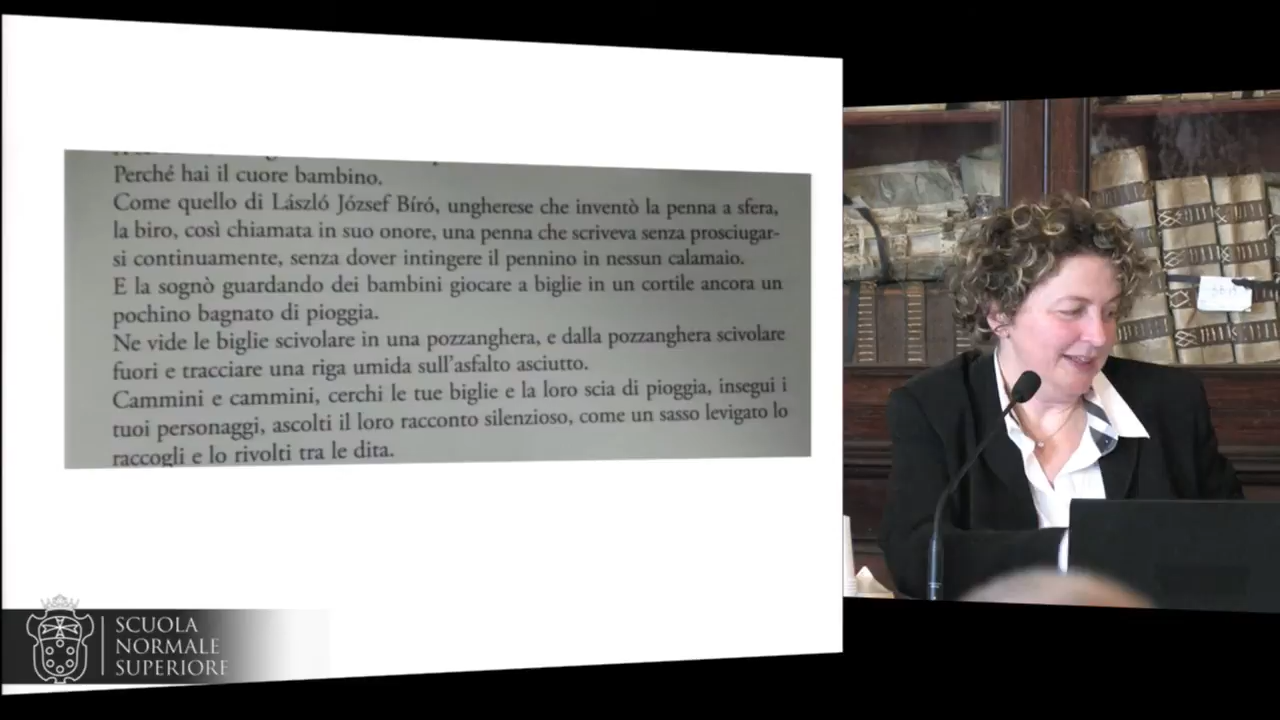 Perché hai il cuore bambino.
Come quello di László József Bíró, ungherese che inventò la penna a sfera,
la biro, così chiamata in suo onore, una penna che scriveva senza prosciugar-
si continuamente, senza dover intingere il pennino in nessun calamaio.
E la sognò guardando dei bambini giocare a biglie in un cortile ancora un
pochino bagnato di pioggia.
Ne vide le biglie scivolare in una pozzanghera, e dalla pozzanghera scivolare
fuori e tracciare una riga umida sull'asfalto asciutto.
Cammini e cammini, cerchi le tue biglie e la loro scia di pioggia, insegui i
tuoi personaggi, ascolti il loro racconto silenzioso, come un sasso levigato lo
raccogli e lo rivolti tra le dita.
SCUOLA
NORMALE
SUPERIORE